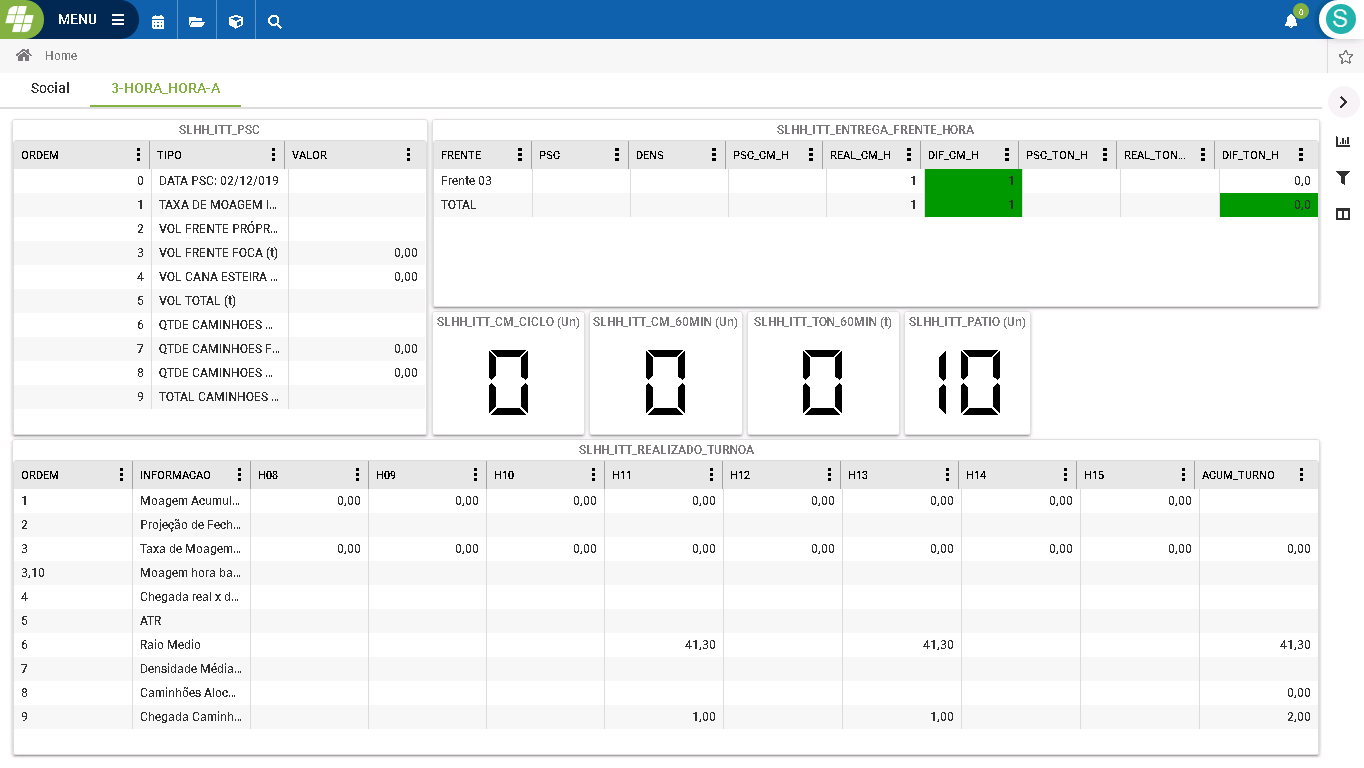 MENU
0
S
Home
Social 3-HORA_HORA-A
SLHH_ITT_PSC
ORDEM TIPO VALOR
0 DATA PSC: 02/12/019
1 TAXA DE MOAGEM I...
2 VOL FRENTE PRÓPR...
3 VOL FRENTE FOCA (t) 0,00
4 VOL CANA ESTEIRA ... 0,00
5 VOL TOTAL (t)
6 QTDE CAMINHOES ...
7 QTDE CAMINHOES F... 0,00
8 QTDE CAMINHOES ... 0,00
9 TOTAL CAMINHOES ...
SLHH_ITT_ENTREGA_FRENTE_HORA
FRENTE PSC DENS PSC_CM_H REAL_CM_H DIF_CM_H PSC_TON_H REAL_TON... DIF_TON_H
Frente 03 1 1 0,0
TOTAL 1 1 0,0
SLHH_ITT_CM_CICLO (Un) SLHH_ITT_CM_60MIN (Un) SLHH_ITT_TON_60MIN (t) SLHH_ITT_PATIO (Un)
0 0 0 10
SLHH_ITT_REALIZADO_TURNOA
ORDEM INFORMACAO H08 H09 H10 H11 H12 H13 H14 H15 ACUM_TURNO
1 Moagem Acumul... 0,00 0,00 0,00 0,00 0,00 0,00 0,00 0,00
2 Projeção de Fech...
3 Taxa de Moagem... 0,00 0,00 0,00 0,00 0,00 0,00 0,00 0,00 0,00
3,10 Moagem hora ba...
4 Chegada real x d...
5 ATR
6 Raio Medio 41,30 41,30 41,30
7 Densidade Média...
8 Caminhões Aloc... 0,00
9 Chegada Caminh... 1,00 1,00 2,00